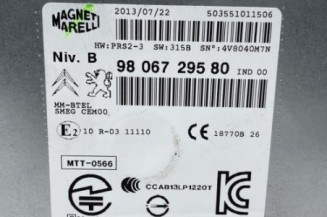 MAGNETI
MARELLI
2013/07/22
503551011506
HW:PRS2-3 SW:315B SN°:4V8040M7N
Niv. B
98 067 295 80 IND 00
MM-BTEL
SMEG CEM00
E2 10 R-03 11110
CE 18770B 26
MTT-0566
CCAB13LP1220T